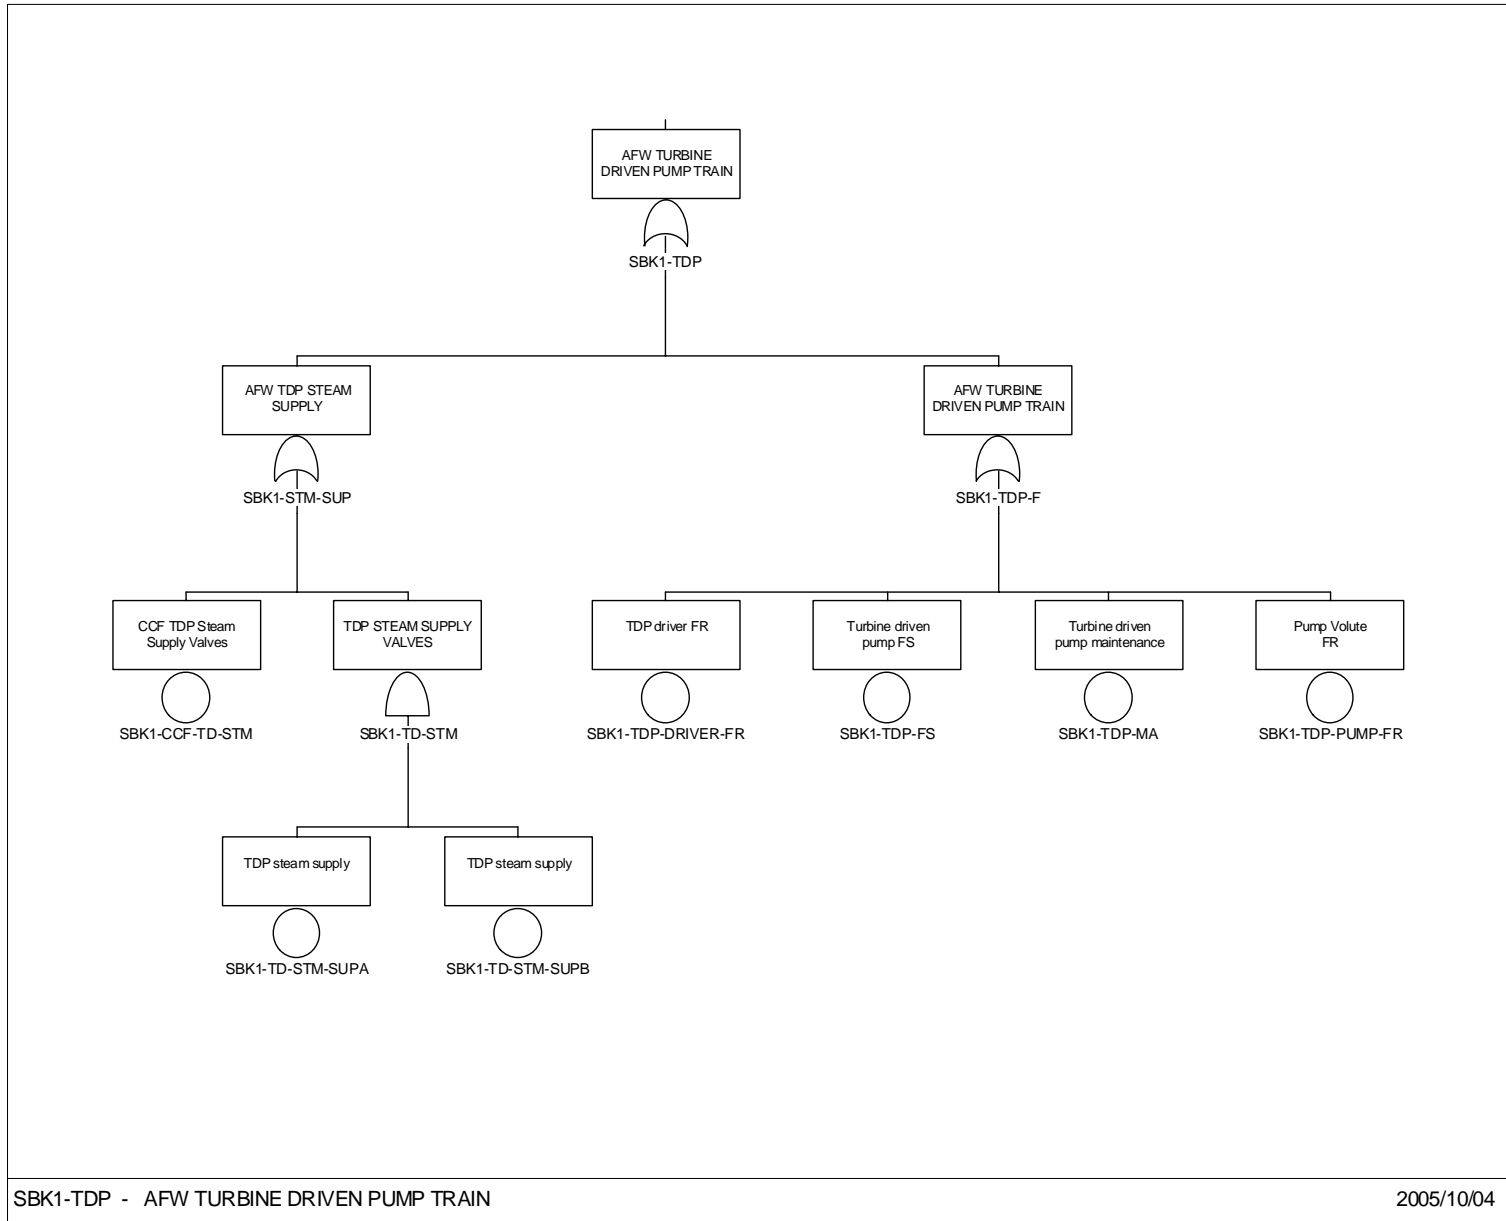 AFW TURBINE
DRIVEN PUMP TRAIN
SBK1-TDP
AFW TDP STEAM
SUPPLY
SBK1-STM-SUP
AFW TURBINE
DRIVEN PUMP TRAIN
SBK1-TDP-F
CCF TDP Steam
Supply Valves
SBK1-CCF-TD-STM
TDP STEAM SUPPLY
VALVES
SBK1-TD-STM
TDP driver FR
SBK1-TDP-DRIVER-FR
Turbine driven
pump FS
SBK1-TDP-FS
Turbine driven
pump maintenance
SBK1-TDP-MA
Pump Volute
FR
SBK1-TDP-PUMP-FR
TDP steam supply
SBK1-TD-STM-SUPA
TDP steam supply
SBK1-TD-STM-SUPB
SBK1-TDP - AFW TURBINE DRIVEN PUMP TRAIN
2005/10/04